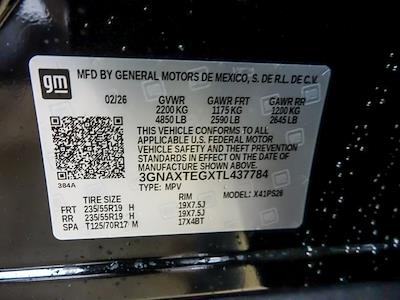 gm MFD BY GENERAL MOTORS DE MEXICO, S. DE R.L. DE C.V.
02/26 GVWR GAWR FRT GAWR RR
2200 KG 1175 KG 1200 KG
4850 LB 2590 LB 2645 LB
THIS VEHICLE CONFORMS TO ALL
APPLICABLE U.S. FEDERAL MOTOR
VEHICLE SAFETY AND THEFT PREVENTION
STANDARDS IN EFFECT ON THE DATE OF
MANUFACTURE SHOWN ABOVE.
384A 3GNAXTEGXTL437784
TYPE: MPV MODEL: X41PS26
TIRE SIZE RIM
FRT 235/55R19 H 19X7.5J
RR 235/55R19 H 19X7.5J
SP T125/70R17 M 17X4BT